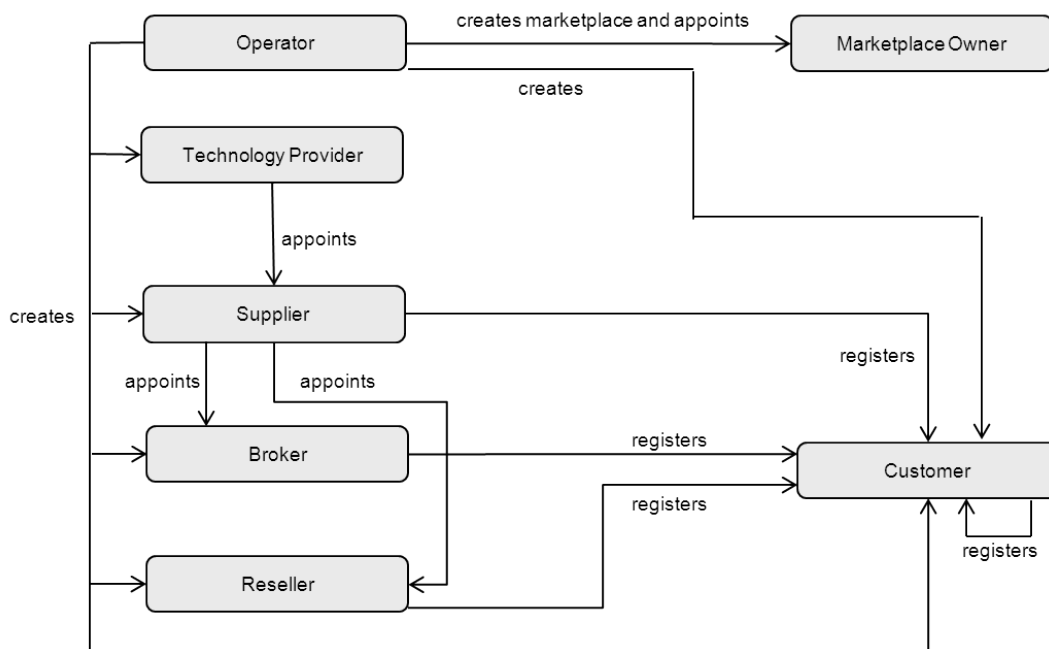 creates marketplace and appoints
Operator
Marketplace Owner
creates
Technology Provider
appoints
Supplier
creates
registers
appoints
appoints
registers
Broker
Customer
registers
registers
Reseller